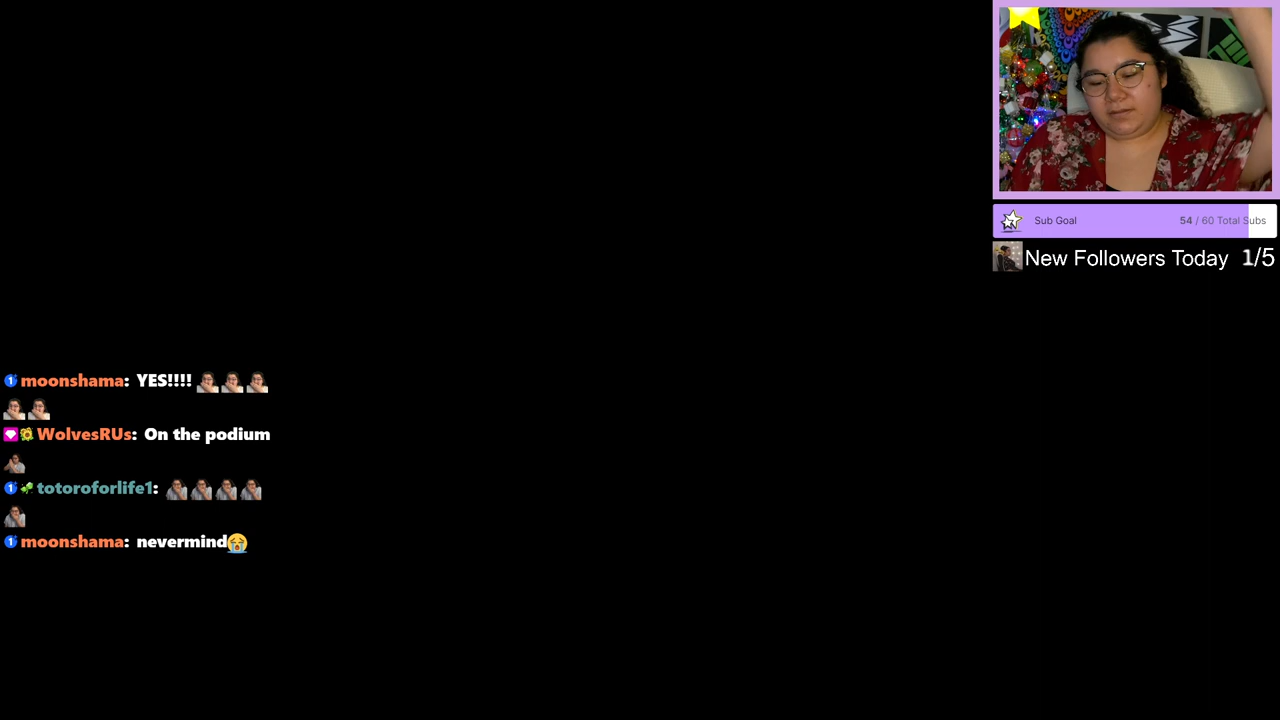 Sub Goal 54 / 60 Total Subs
New Followers Today 1/5
moonshama: YES!!!!
WolvesRUs: On the podium
totoroforlife1:
moonshama: nevermind😭